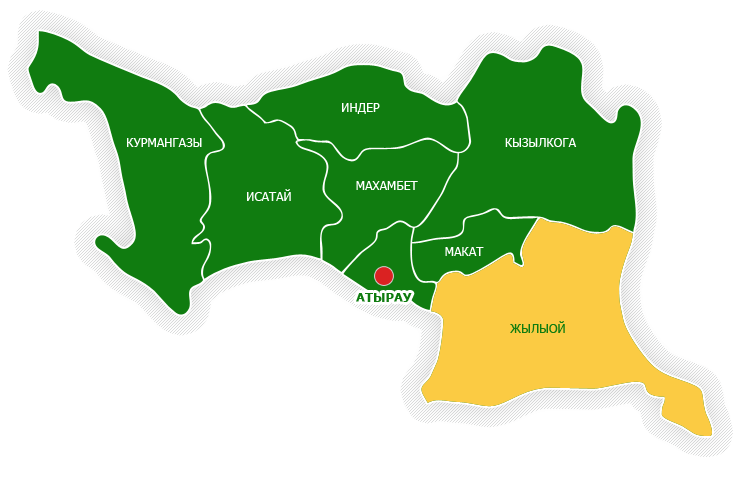 ИНДЕР
КУРМАНГАЗЫ
КЫЗЫЛКОГА
МАХАМБЕТ
ИСАТАЙ
МАКАТ
АТЫРАУ
ЖЫЛЫОЙ